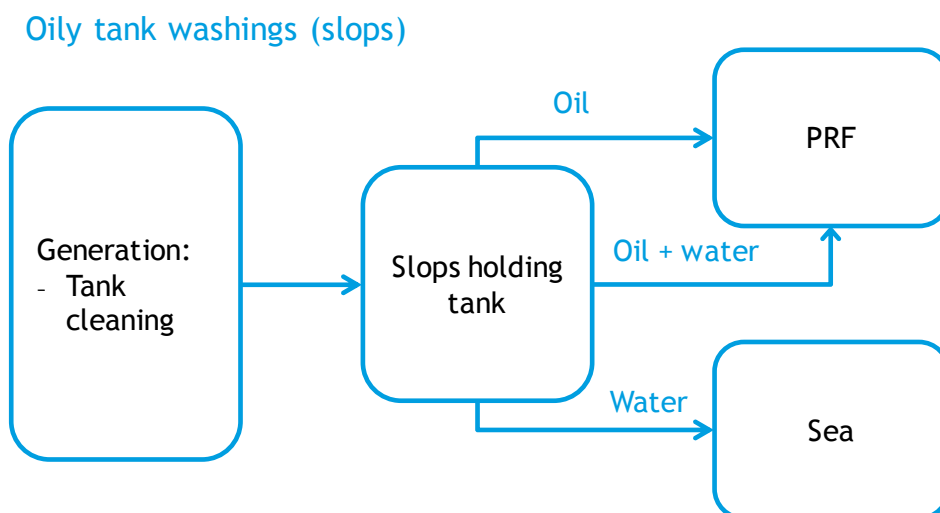 Oily tank washings (slops)
Oil
PRF
Generation:
- Tank
cleaning
Slops holding
tank
Oil + water
Water
Sea